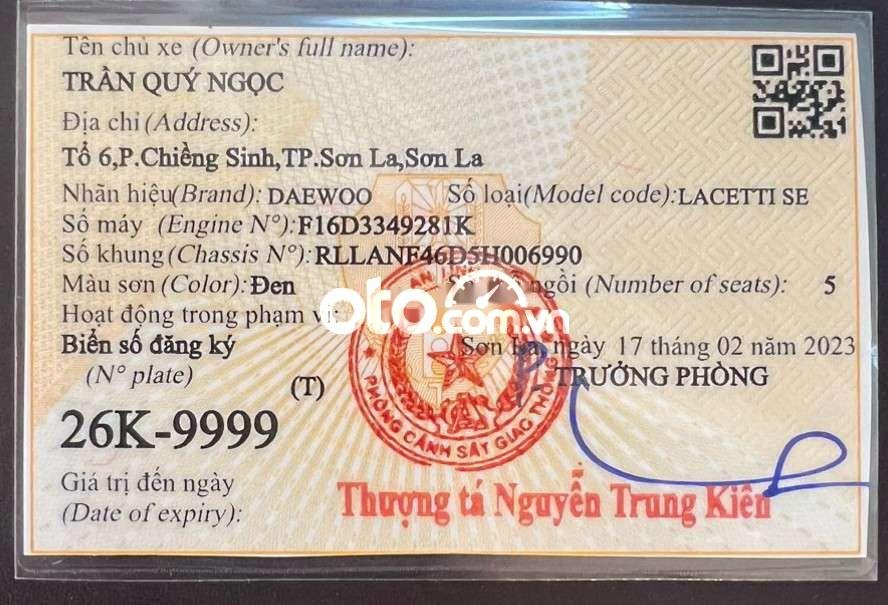 Tên chủ xe (Owner's full name):
TRẦN QUÝ NGỌC
Địa chỉ (Address):
Tổ 6,P.Chiềng Sinh,TP.Sơn La,Sơn La
Nhãn hiệu(Brand): DAEWOO Số loại(Model code):LACETTI SE
Số máy (Engine N°):F16D3349281K
Số khung (Chassis N°):RLLANF46D5H006990
Màu sơn (Color): Đen ngồi (Number of seats): 5
Hoạt động trong phạm vi:
oto.com.vn
Biển số đăng ký Sơn La, ngày 17 tháng 02 năm 2023
(N° plate) (T) TRƯỞNG PHÒNG
26K-9999
PHÒNG CẢNH SÁT GIAO THÔNG
Giá trị đến ngày
(Date of expiry):
Thượng tá Nguyễn Trung Kiên